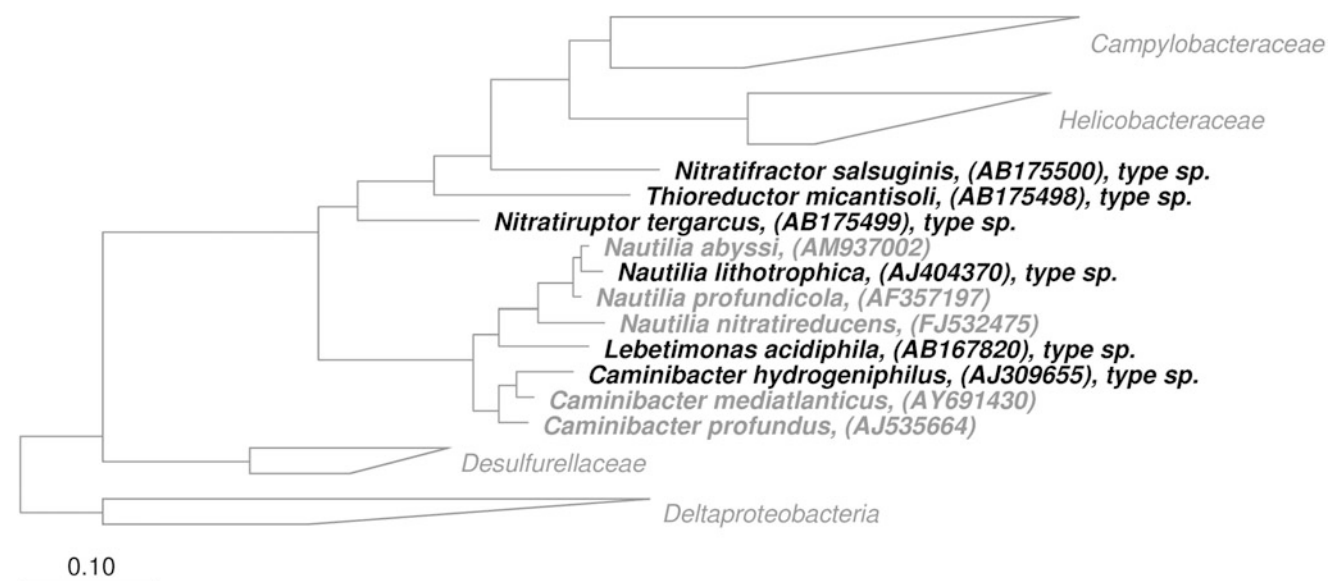 Campylobacteraceae
Helicobacteraceae
Nitratifractor salsuginis, (AB175500), type sp.
Thioreductor micantisoli, (AB175498), type sp.
Nitratiruptor tergarcus, (AB175499), type sp.
Nautilia abyssi, (AM937002)
Nautilia lithotrophica, (AJ404370), type sp.
Nautilia profundicola, (AF357197)
Nautilia nitratireducens, (FJ532475)
Lebetimonas acidiphila, (AB167820), type sp.
Caminibacter hydrogeniphilus, (AJ309655), type sp.
Caminibacter mediatlanticus, (AY691430)
Caminibacter profundus, (AJ535664)
Desulfurellaceae
Deltaproteobacteria
0.10